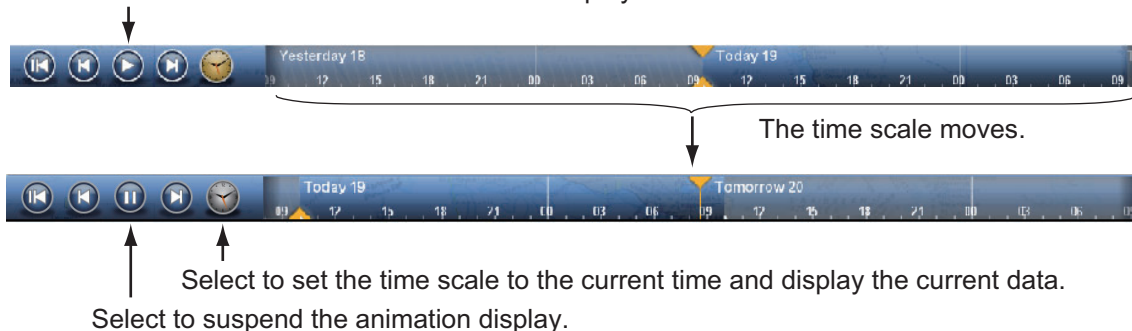 Yesterday 18 Today 19
12 15 18 21 00 03 06 09 12 15 18 21 00 03 06 09
The time scale moves.
Today 19 Tomorrow 20
09 12 15 18 21 00 03 06 09 12 15 18 21 00 03 06
Select to set the time scale to the current time and display the current data.
Select to suspend the animation display.